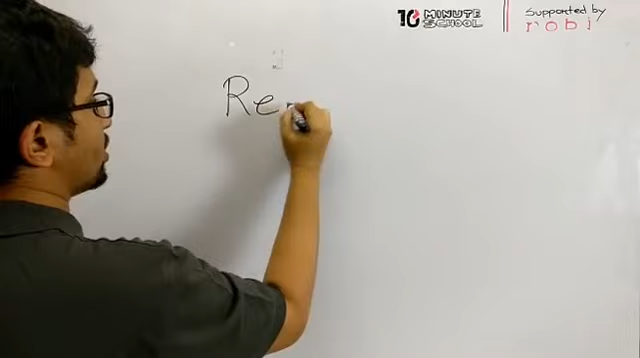 10 MINUTE
SCHOOL
Supported by
robi
Re